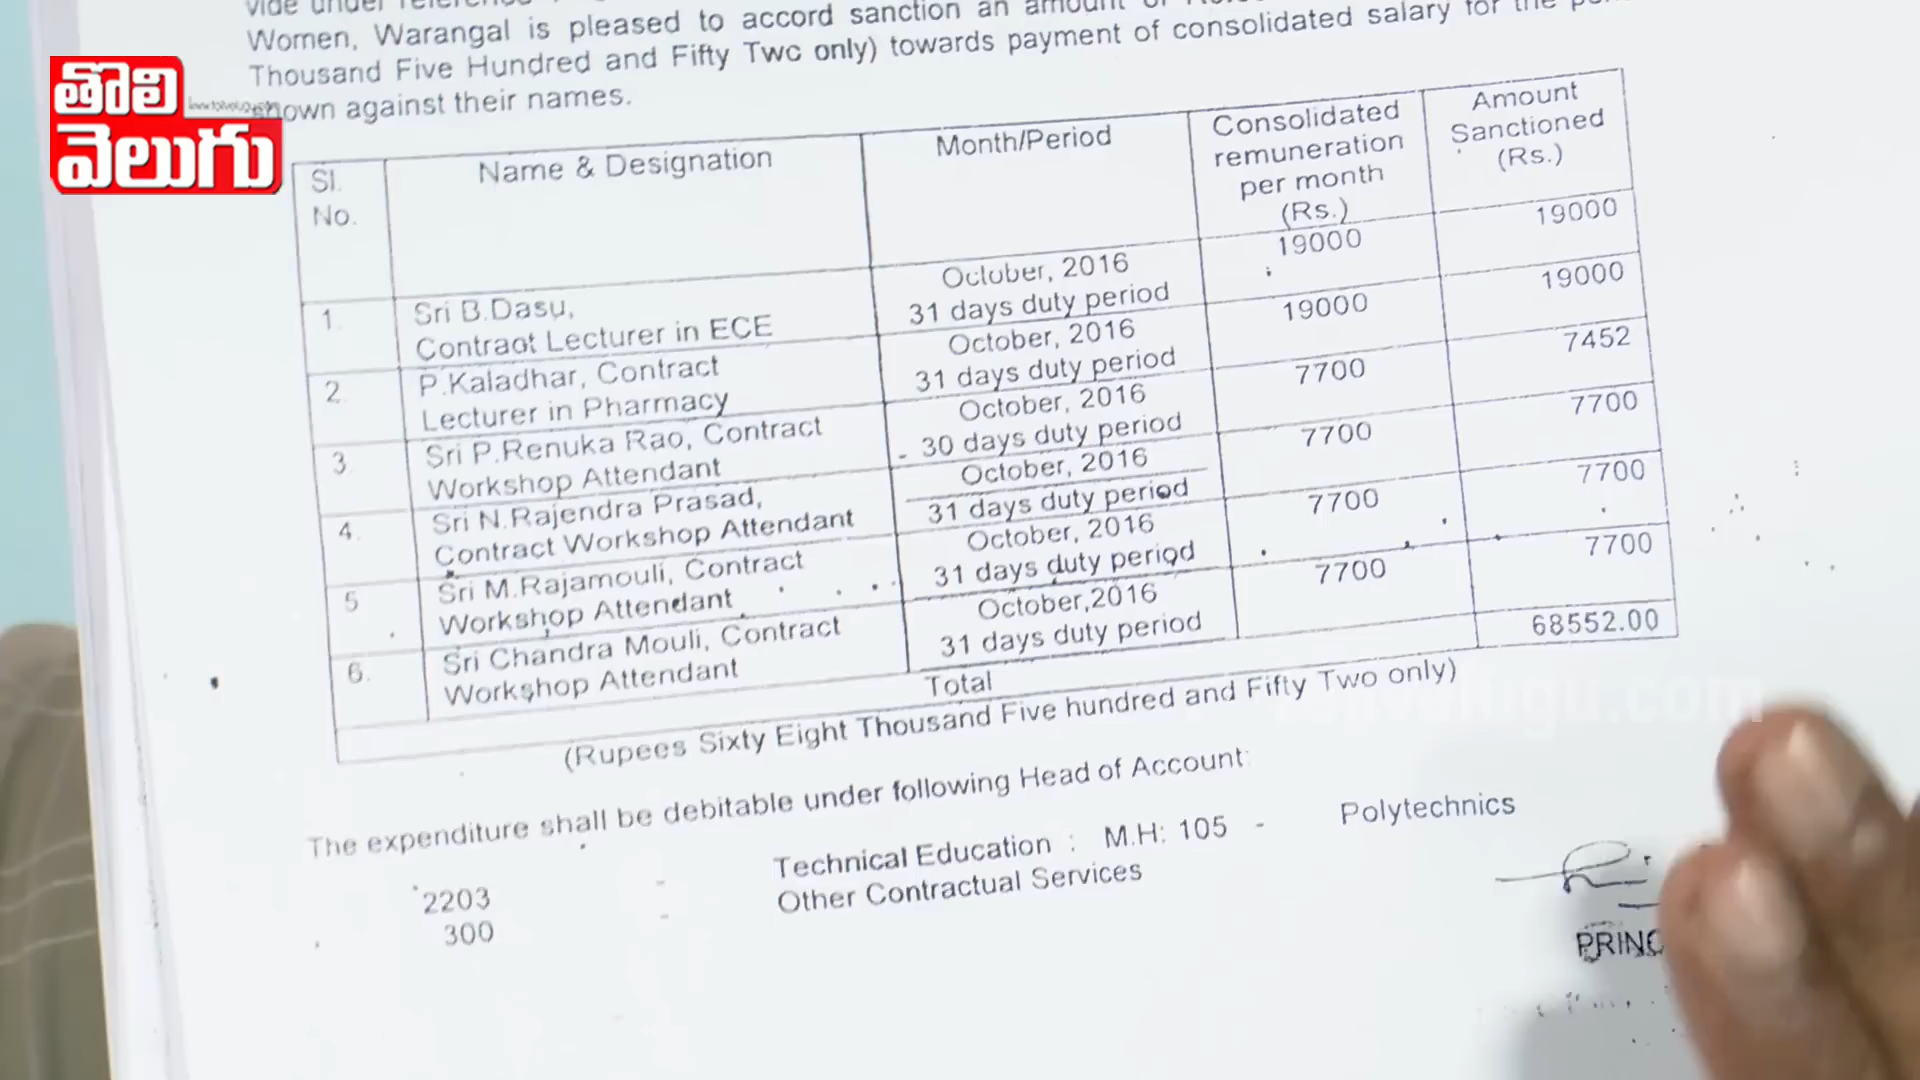 తొలి
వెలుగు
vide under
Women, Warangal is pleased to accord sanction an amount
Thousand Five Hundred and Fifty Twc only) towards payment of consolidated salary for the
shown against their names.
Sl. No. Name & Designation Month/Period Consolidated remuneration per month (Rs.) Amount Sanctioned (Rs.)
1. Sri B.Dasu, Contract Lecturer in ECE October, 2016 31 days duty period 19000 19000
2. P.Kaladhar, Contract Lecturer in Pharmacy October, 2016 31 days duty period 19000 19000
3 Sri P.Renuka Rao, Contract Workshop Attendant October, 2016 30 days duty period 7700 7452
4. Sri N.Rajendra Prasad, Contract Workshop Attendant October, 2016 31 days duty period 7700 7700
5 Sri M.Rajamouli, Contract Workshop Attendant October, 2016 31 days duty period 7700 7700
6. Sri Chandra Mouli, Contract Workshop Attendant October,2016 31 days duty period 7700 7700
Total 68552.00
(Rupees Sixty Eight Thousand Five hundred and Fifty Two only)
The expenditure shall be debitable under following Head of Account:
2203 - Technical Education : M.H: 105 - Polytechnics
300 - Other Contractual Services